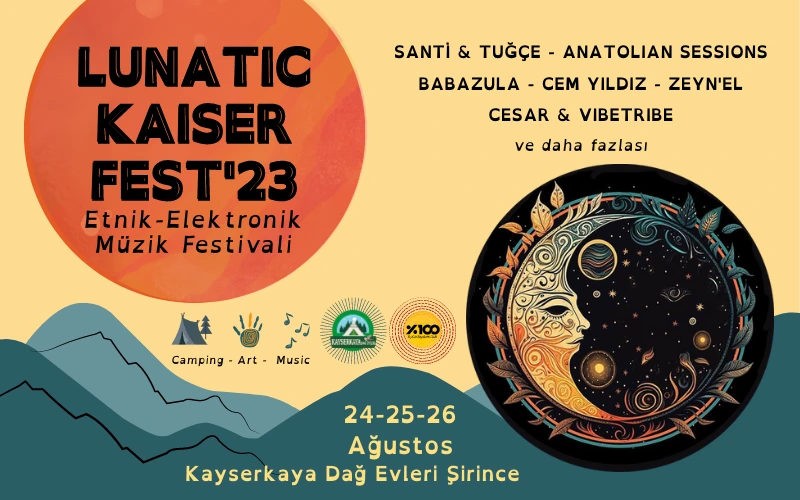 LUNATIC
KAISER
FEST'23
Etnik-Elektronik
Müzik Festivali
SANTİ & TUĞÇE - ANATOLIAN SESSIONS
BABAZULA - CEM YILDIZ - ZEYN'EL
CESAR & VIBETRIBE
ve daha fazlası
Camping - Art - Music
KAYSERKAYA
%100
24-25-26
Ağustos
Kayserkaya Dağ Evleri Şirince